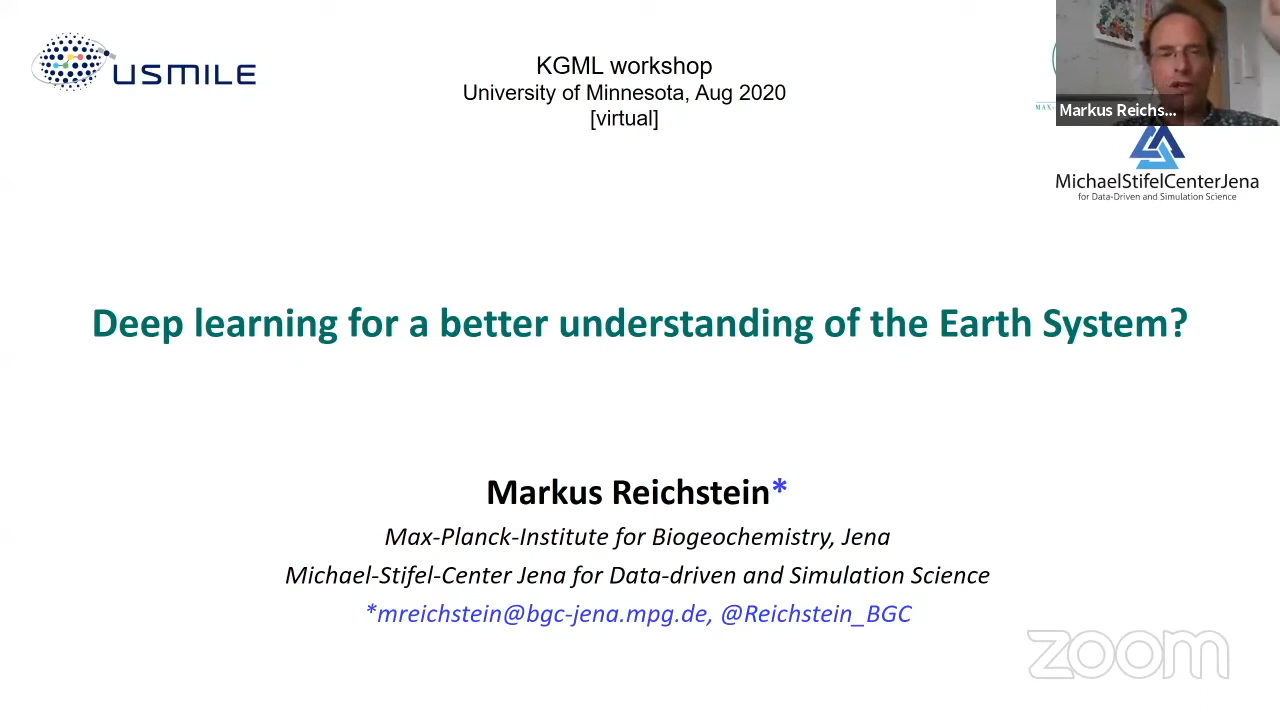 USMILE
KGML workshop
University of Minnesota, Aug 2020
[virtual]
Markus Reichs...
MichaelStifelCenterJena
for Data-Driven and Simulation Science
Deep learning for a better understanding of the Earth System?
Markus Reichstein*
Max-Planck-Institute for Biogeochemistry, Jena
Michael-Stifel-Center Jena for Data-driven and Simulation Science
*mreichstein@bgc-jena.mpg.de, @Reichstein_BGC
zoom